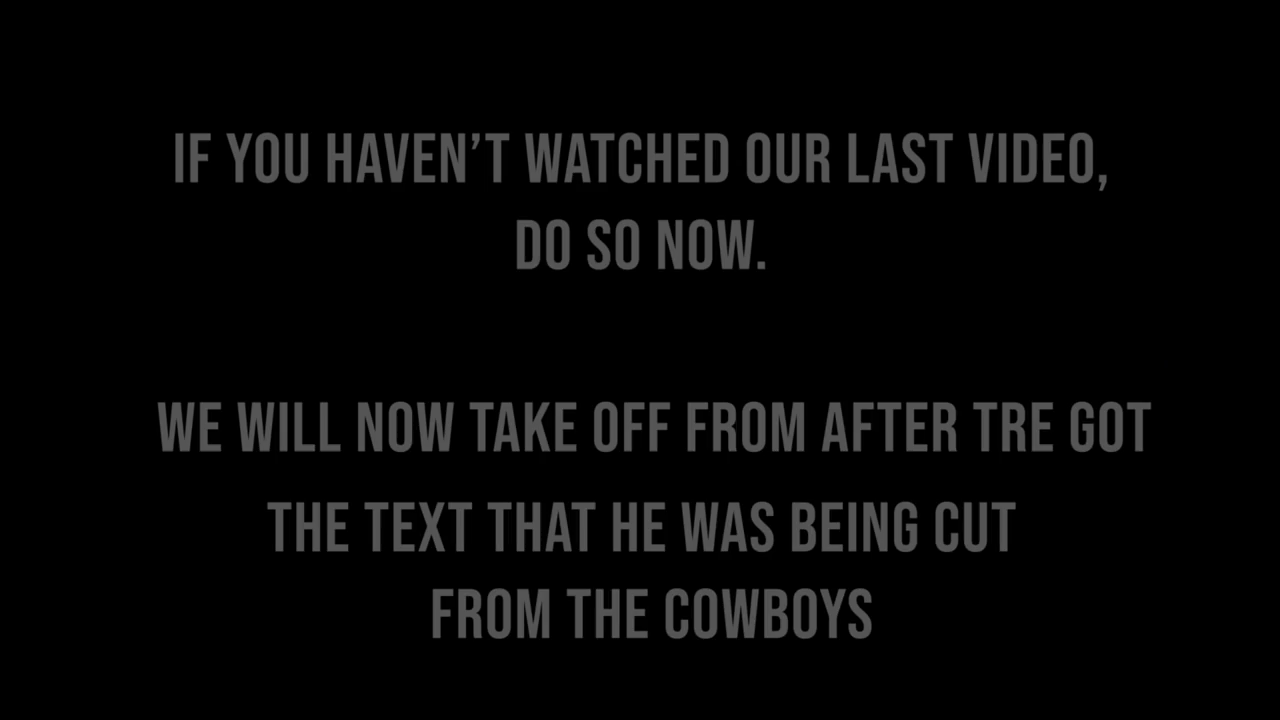 IF YOU HAVEN’T WATCHED OUR LAST VIDEO,
DO SO NOW.
WE WILL NOW TAKE OFF FROM AFTER TRE GOT
THE TEXT THAT HE WAS BEING CUT
FROM THE COWBOYS